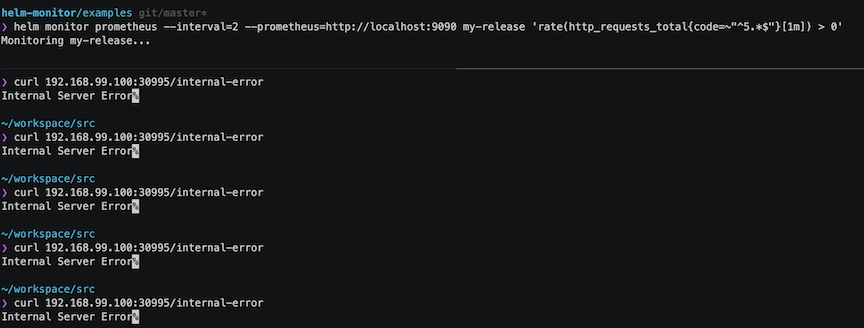 helm-monitor/examples git/master*
❯ helm monitor prometheus --interval=2 --prometheus=http://localhost:9090 my-release 'rate(http_requests_total{code=~"^5.*$"}[1m]) > 0'
Monitoring my-release...
❯ curl 192.168.99.100:30995/internal-error
Internal Server Error%
~/workspace/src
❯ curl 192.168.99.100:30995/internal-error
Internal Server Error%
~/workspace/src
❯ curl 192.168.99.100:30995/internal-error
Internal Server Error%
~/workspace/src
❯ curl 192.168.99.100:30995/internal-error
Internal Server Error%
~/workspace/src
❯ curl 192.168.99.100:30995/internal-error
Internal Server Error%